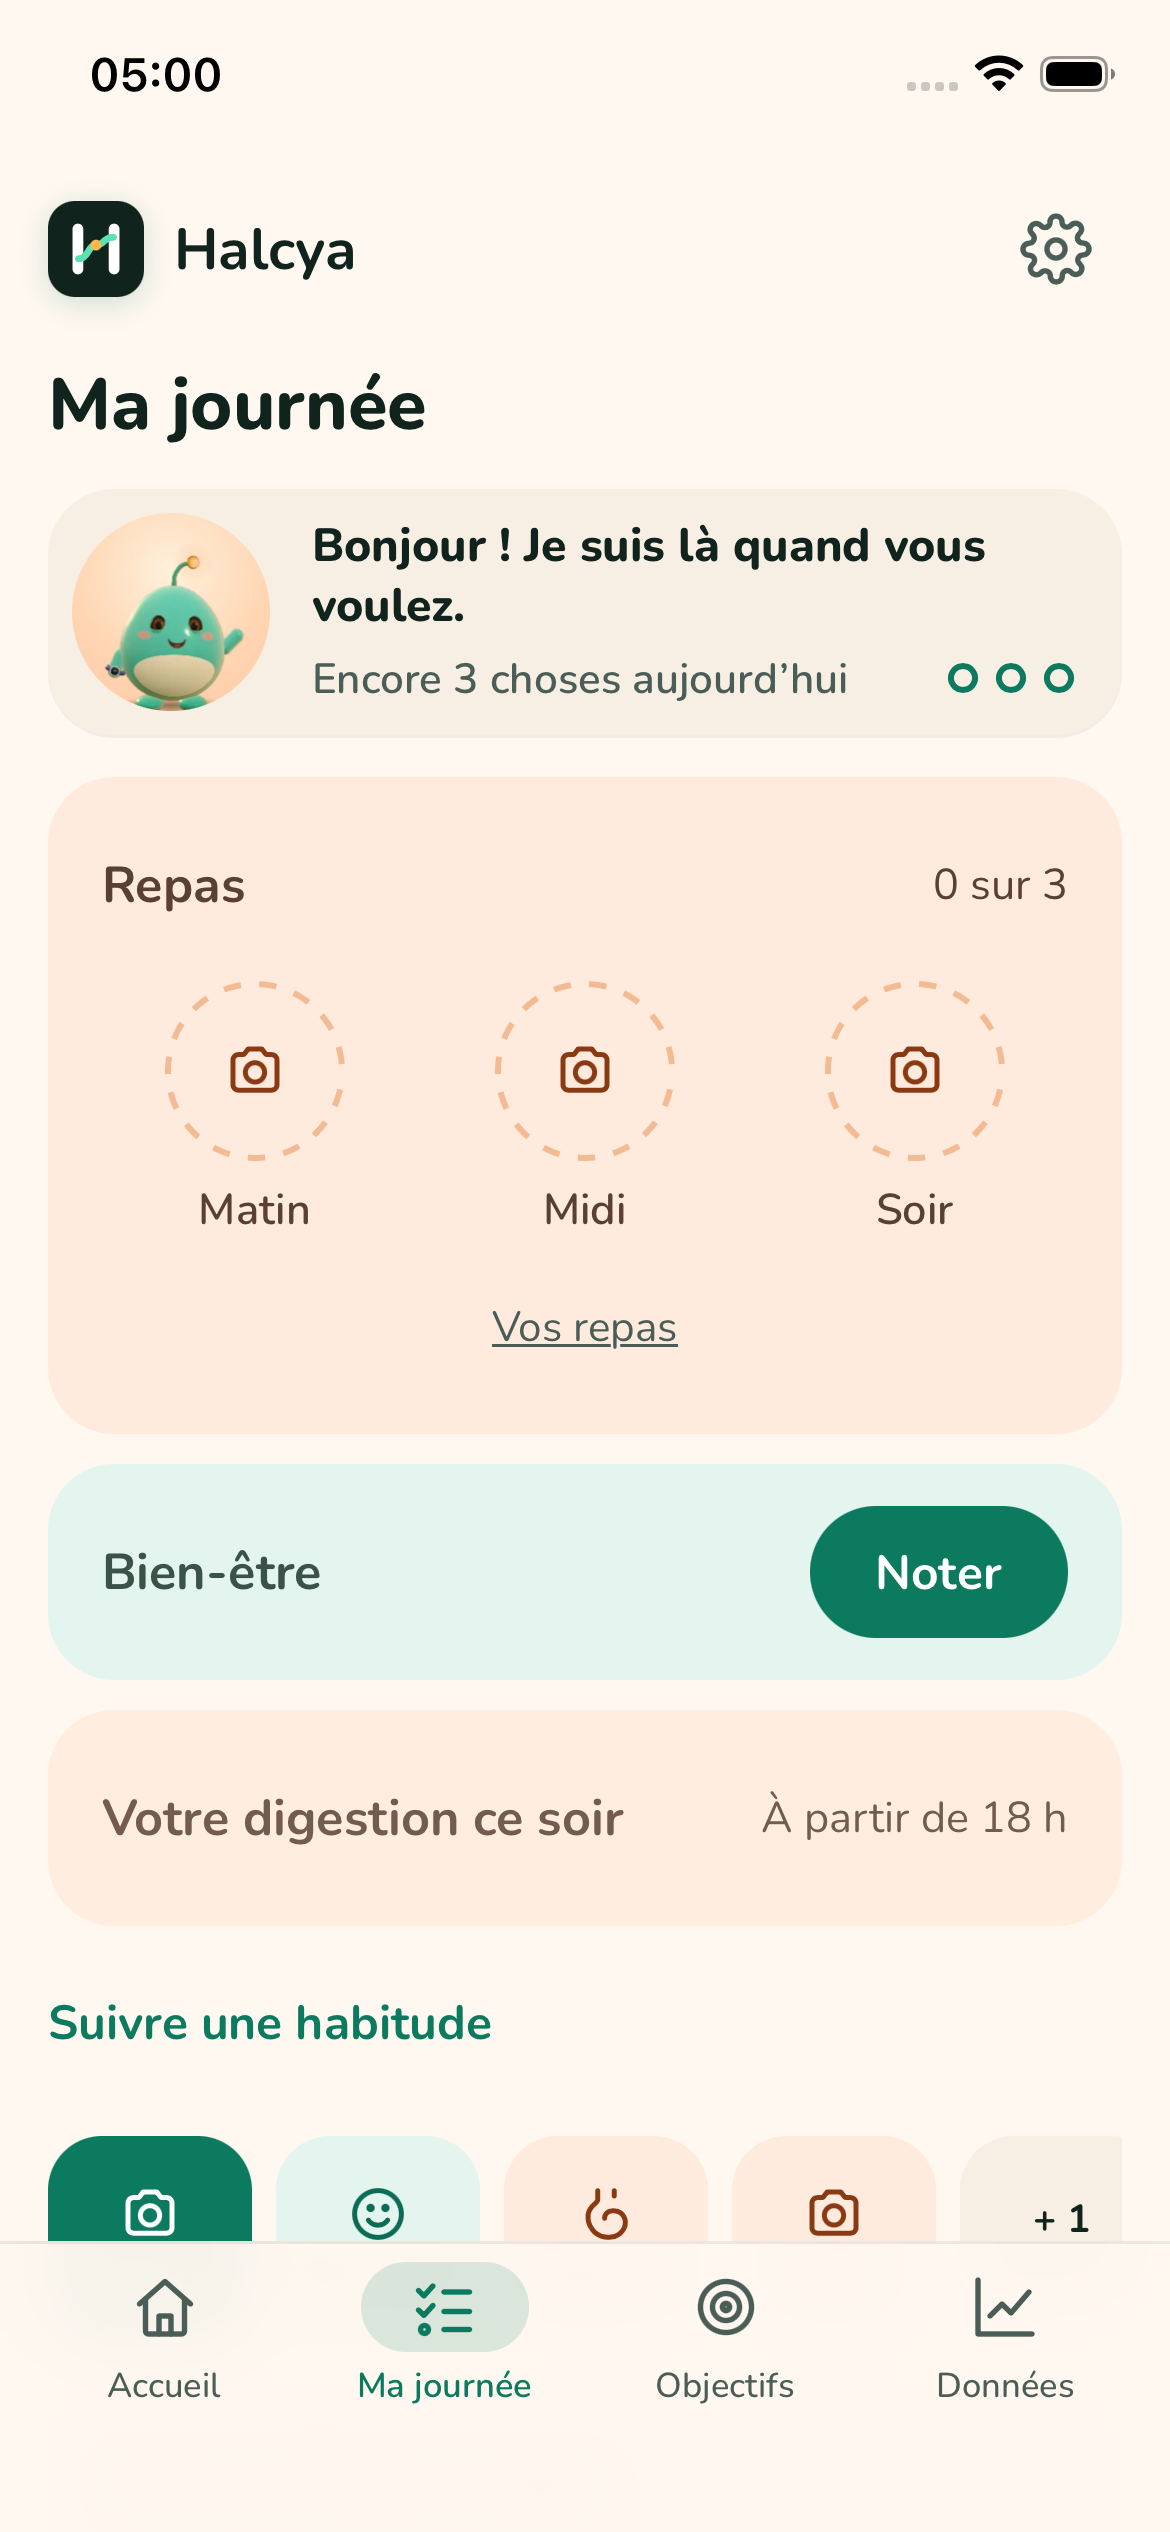 05:00
Halcya
Ma journée
Bonjour ! Je suis là quand vous
voulez.
Encore 3 choses aujourd’hui
Repas
0 sur 3
Matin
Midi
Soir
Vos repas
Bien-être
Noter
Votre digestion ce soir
À partir de 18 h
Suivre une habitude
+ 1
Accueil
Ma journée
Objectifs
Données